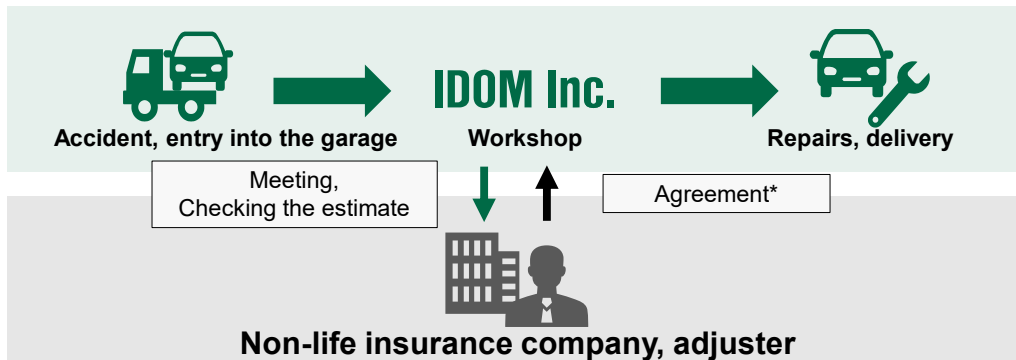 IDOM Inc.
Accident, entry into the garage
Workshop
Repairs, delivery
Meeting,
Checking the estimate
Agreement*
Non-life insurance company, adjuster